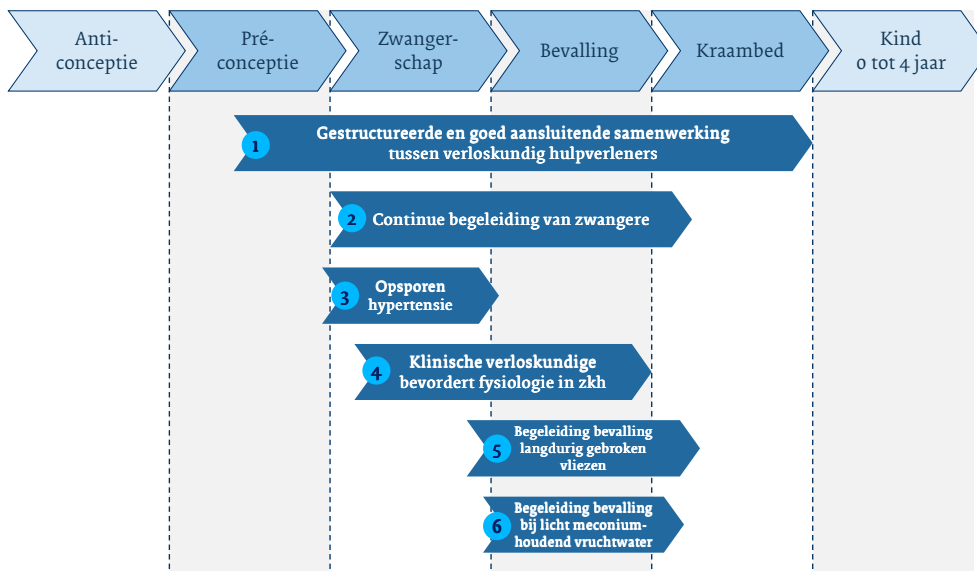 Anti-
conceptie
Pré-
conceptie
Zwanger-
schap
Bevalling
Kraambed
Kind
0 tot 4 jaar
1
Gestructureerde en goed aansluitende samenwerking
tussen verloskundig hulpverleners
2
Continue begeleiding van zwangere
3
Opsporen
hypertensie
4
Klinische verloskundige
bevordert fysiologie in zkh
5
Begeleiding bevalling
langdurig gebroken
vliezen
6
Begeleiding bevalling
bij licht meconium-
houdend vruchtwater